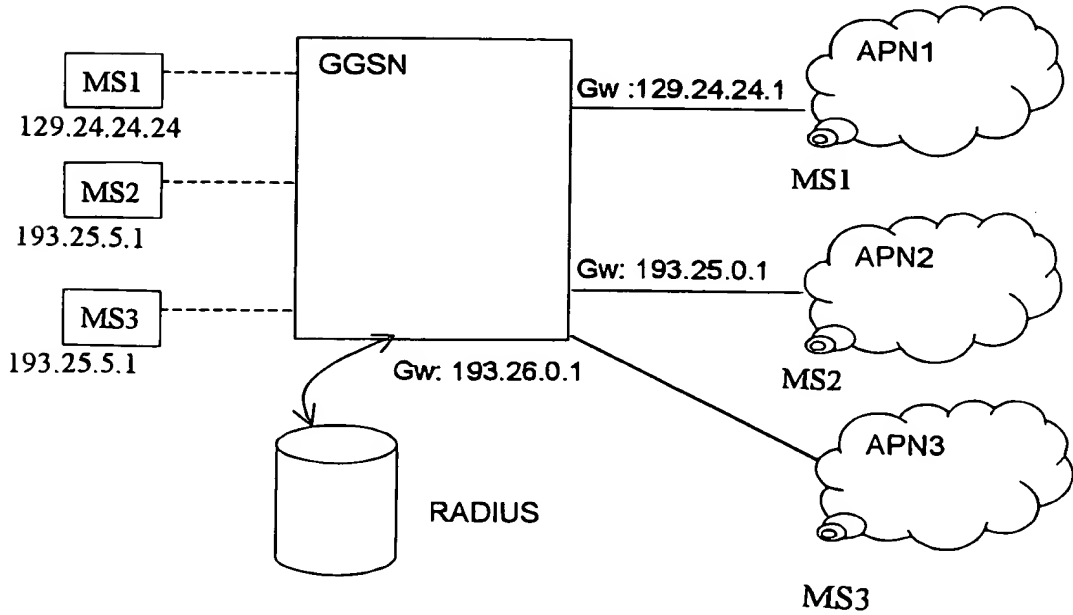 GGSN
APN1
MS1
Gw :129.24.24.1
129.24.24.24
MS1
MS2
193.25.5.1
Gw: 193.25.0.1
APN2
MS3
193.25.5.1
Gw: 193.26.0.1
MS2
APN3
RADIUS
MS3